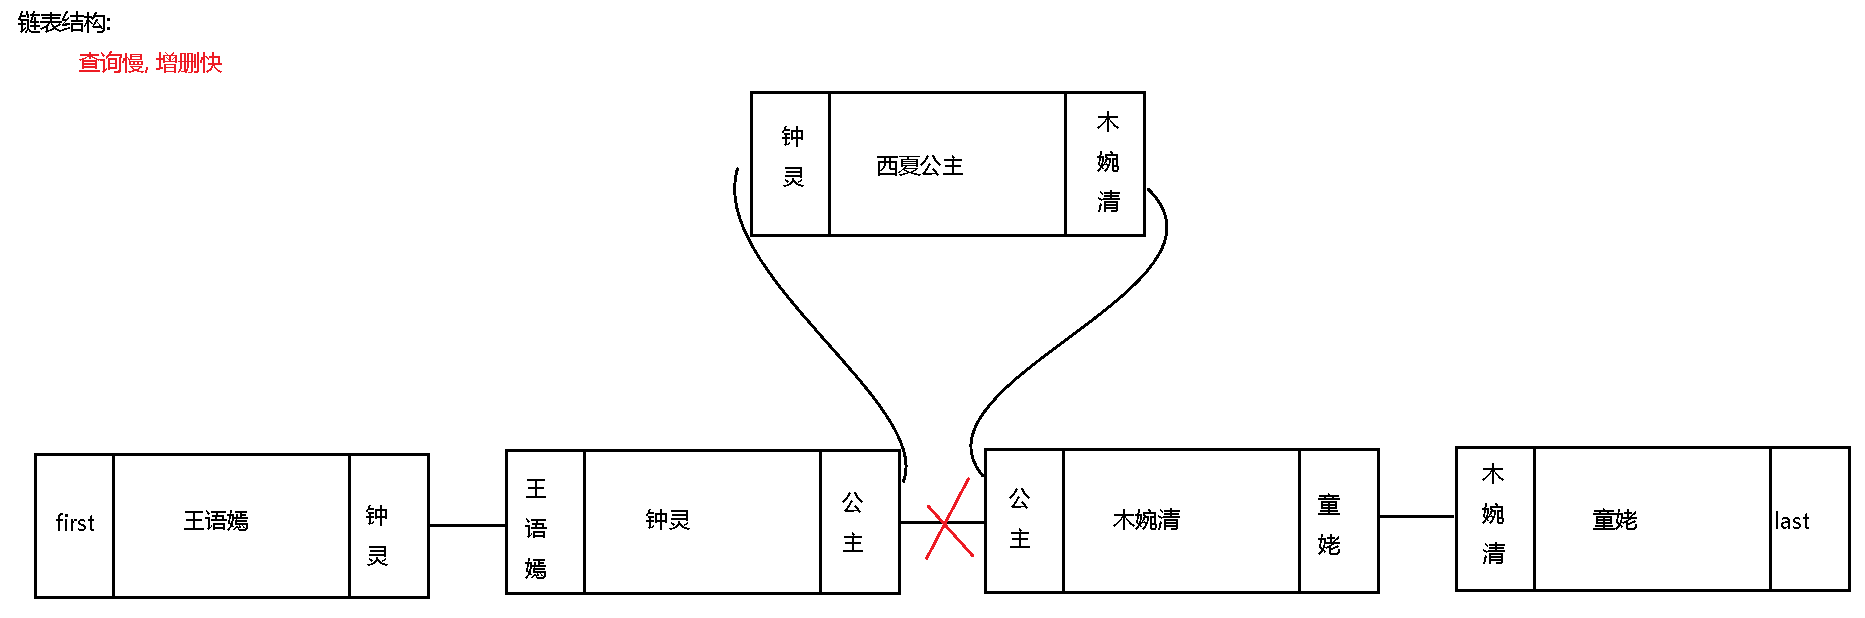 链表结构:
查询慢, 增删快
钟灵
西夏公主
木婉清
first
王语嫣
钟灵
王语嫣
钟灵
公主
公主
木婉清
童姥
木婉清
童姥
last